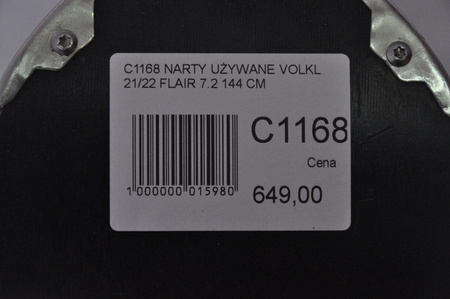 C1168 NARTY UŻYWANE VOLKL
21/22 FLAIR 7.2 144 CM
C1168
Cena
1 000000 015980
649,00